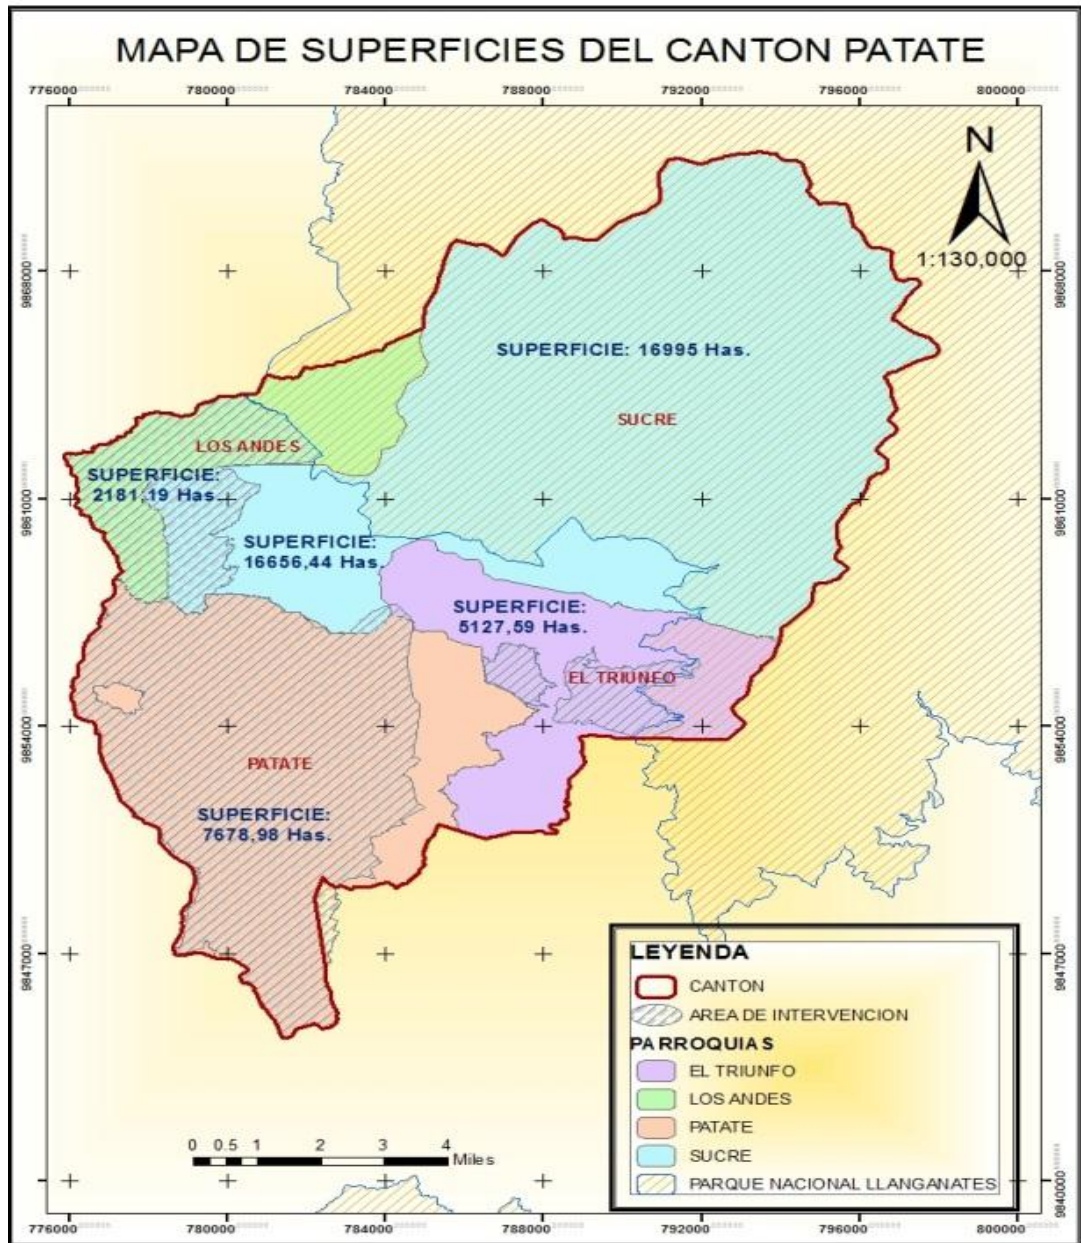 MAPA DE SUPERFICIES DEL CANTON PATATE
776000 780000 784000 788000 792000 796000 800000
N
1:130,000
9868000 9868000
SUPERFICIE: 16995 Has.
SUCRE
LOS ANDES
SUPERFICIE:
2181,19 Has.
9861000 9861000
SUPERFICIE:
16656,44 Has.
SUPERFICIE:
5127,59 Has.
EL TRIUNFO
9854000 9854000
PATATE
SUPERFICIE:
7678,98 Has.
9847000 9847000
LEYENDA
CANTON
AREA DE INTERVENCION
PARROQUIAS
EL TRIUNFO
LOS ANDES
PATATE
SUCRE
PARQUE NACIONAL LLANGANATES
0 0.5 1 2 3 4
Miles
9840000 9840000
776000 780000 784000 788000 792000 796000 800000